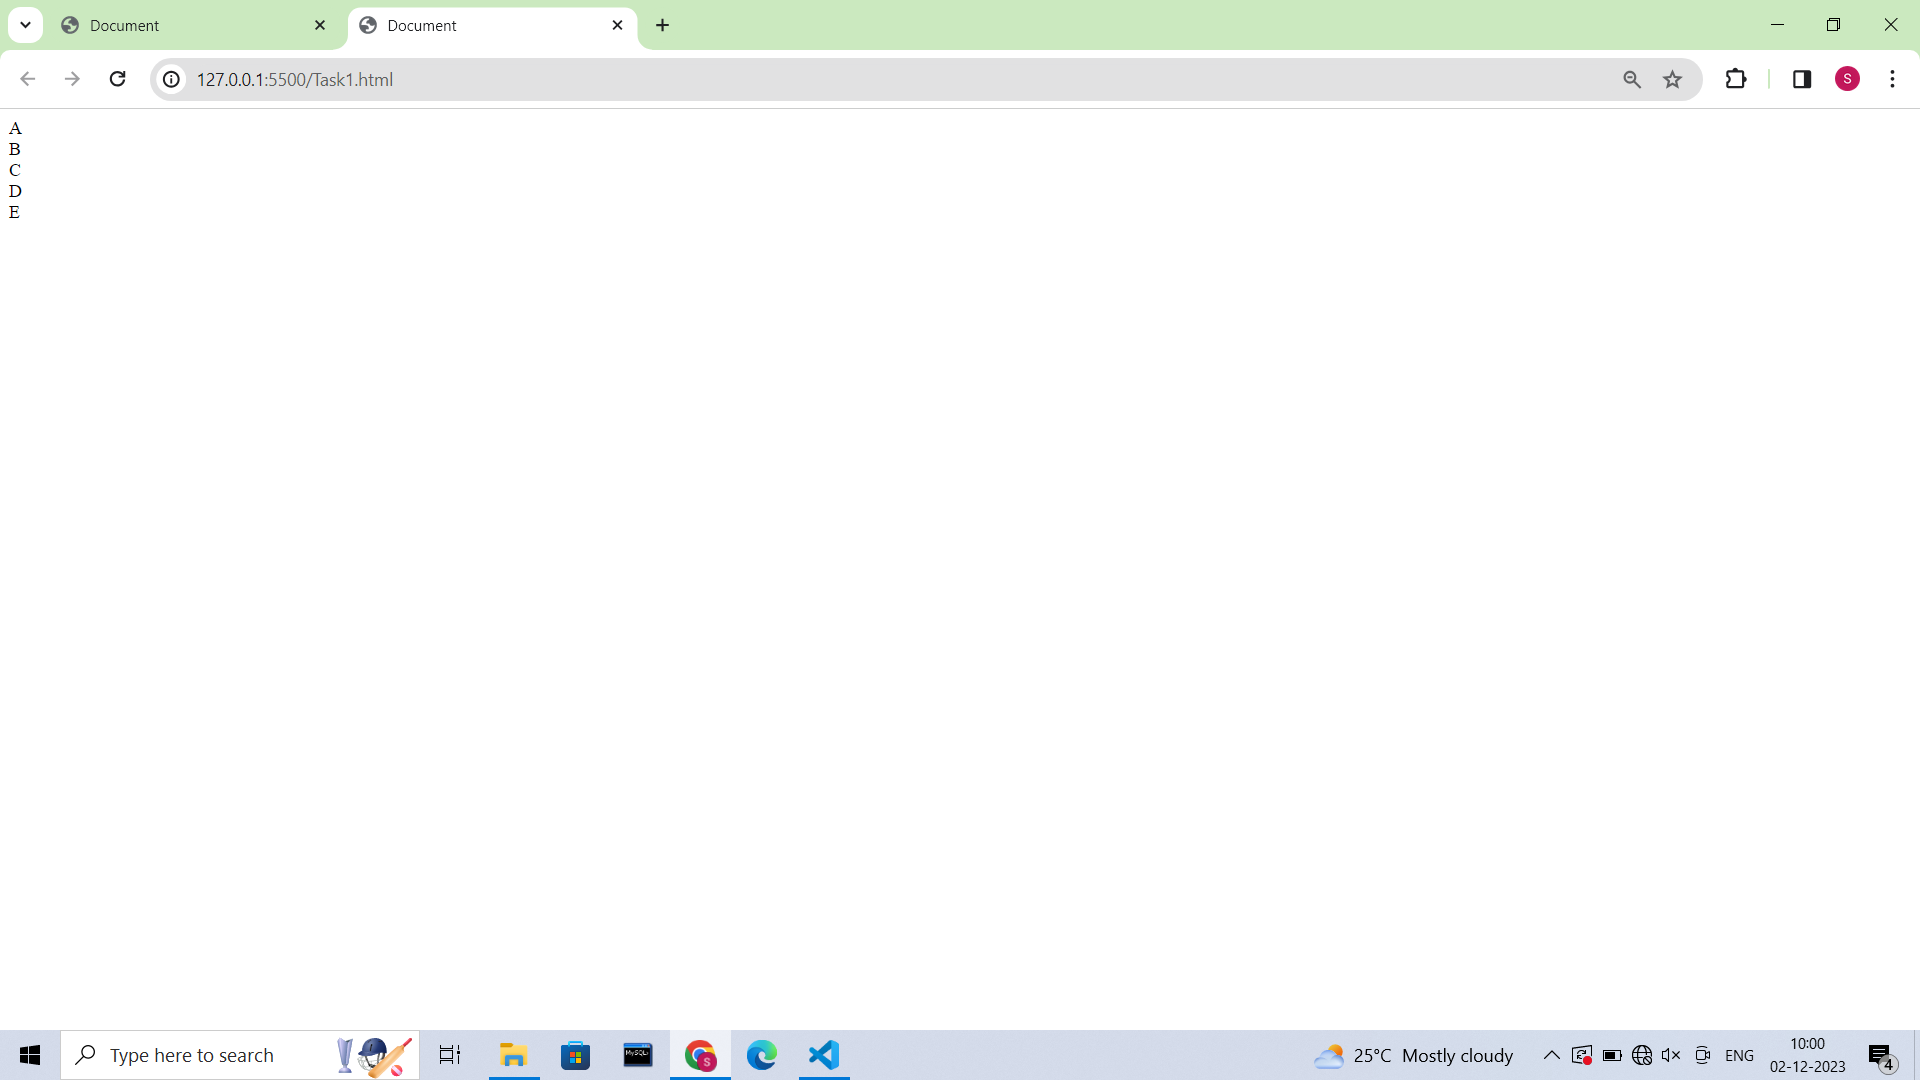 Document
Document
127.0.0.1:5500/Task1.html
S
A
B
C
D
E
Type here to search
MySQL
S
25°C Mostly cloudy
ENG
10:00
02-12-2023
4